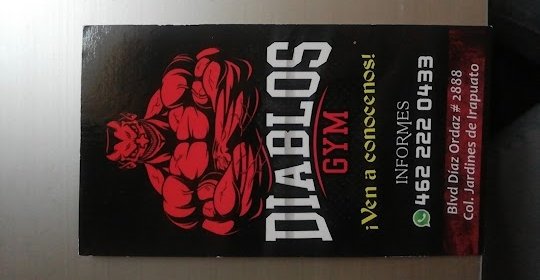 DIABLOS
GYM
¡Ven a conocenos!
INFORMES
462 222 0433
Blvd Díaz Ordaz # 2888
Col. Jardines de Irapuato